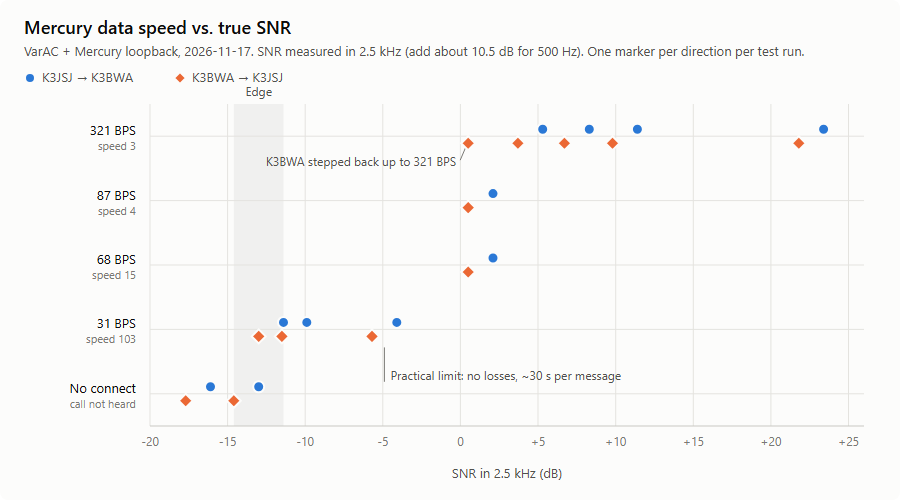 Mercury data speed vs. true SNR
VarAC + Mercury loopback, 2026-11-17. SNR measured in 2.5 kHz (add about 10.5 dB for 500 Hz). One marker per direction per test run.
K3JSJ → K3BWA
K3BWA → K3JSJ
Edge
321 BPS
speed 3
K3BWA stepped back up to 321 BPS
87 BPS
speed 4
68 BPS
speed 15
31 BPS
speed 103
Practical limit: no losses, ~30 s per message
No connect
call not heard
-20 -15 -10 -5 0 +5 +10 +15 +20 +25
SNR in 2.5 kHz (dB)